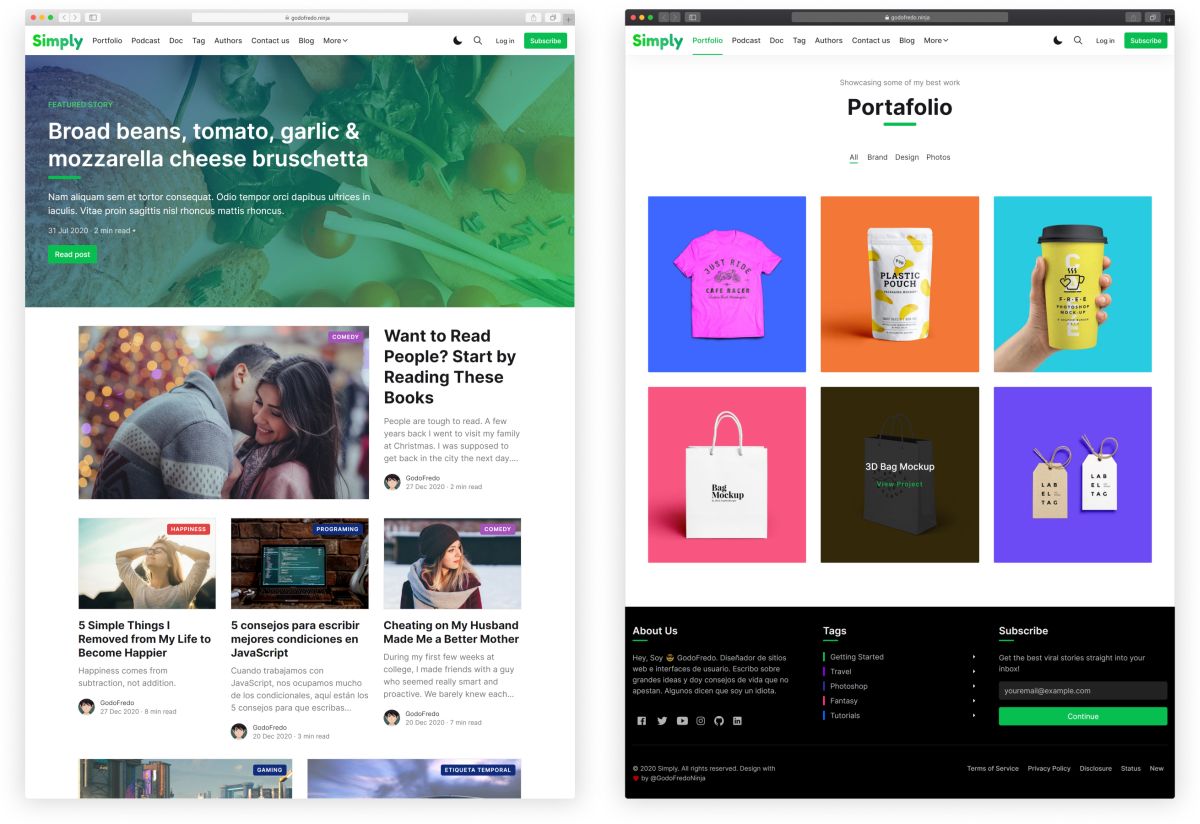 godofredo.ninja
Simply Portfolio Podcast Doc Tag Authors Contact us Blog More Log in Subscribe
FEATURED STORY
Broad beans, tomato, garlic &
mozzarella cheese bruschetta
Nam aliquam sem et tortor consequat. Odio tempor orci dapibus ultrices in
iaculis. Vitae proin sagittis nisl rhoncus mattis rhoncus.
31 Jul 2020 · 2 min read •
Read post
COMEDY
Want to Read
People? Start by
Reading These
Books
People are tough to read. A few
years back I went to visit my family
at Christmas. I was supposed to
get back in the city the next day....
GodoFredo
27 Dec 2020 · 2 min read
HAPPINESS
5 Simple Things I
Removed from My Life to
Become Happier
Happiness comes from
subtraction, not addition.
GodoFredo
27 Dec 2020 · 8 min read
PROGRAMING
5 consejos para escribir
mejores condiciones en
JavaScript
Cuando trabajamos con
JavaScript, nos ocupamos mucho
de los condicionales, aquí están los
5 consejos para que escribas...
GodoFredo
20 Dec 2020 · 3 min read
COMEDY
Cheating on My Husband
Made Me a Better Mother
During my first few weeks at
college, I made friends with a guy
who seemed really smart and
proactive. We barely knew each...
GodoFredo
20 Dec 2020 · 7 min read
GAMING
ETIQUETA TEMPORAL
godofredo.ninja
Simply Portfolio Podcast Doc Tag Authors Contact us Blog More Log in Subscribe
Showcasing some of my best work
Portafolio
All Brand Design Photos
JUST RIDE
CAFE RACER
PLASTIC
POUCH
PACKAGING MOCKUP
C
FREE
PHOTOSHOP
MOCK-UP
E
Bag
Mockup
3D Bag Mockup
View Project
LAB
ELT
TAG
LAB
EL
TAG
About Us
Hey, Soy 🤠 GodoFredo. Diseñador de sitios
web e interfaces de usuario. Escribo sobre
grandes ideas y doy consejos de vida que no
apestan. Algunos dicen que soy un idiota.
Tags
Getting Started
Travel
Photoshop
Fantasy
Tutorials
Subscribe
Get the best viral stories straight into your
inbox!
youremail@example.com
Continue
© 2020 Simply. All rights reserved. Design with
❤ by @GodoFredoNinja
Terms of Service Privacy Policy Disclosure Status New